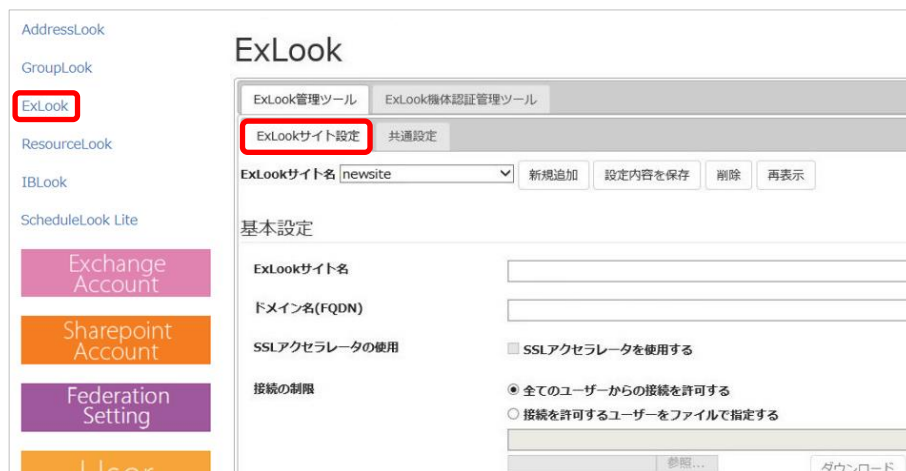 AddressLook
GroupLook
ExLook
ResourceLook
IBLook
ScheduleLook Lite
Exchange
Account
Sharepoint
Account
Federation
Setting
User
ExLook
ExLook管理ツール ExLook機体認証管理ツール
ExLookサイト設定 共通設定
ExLookサイト名 newsite 新規追加 設定内容を保存 削除 再表示
基本設定
ExLookサイト名
ドメイン名(FQDN)
SSLアクセラレータの使用 SSLアクセラレータを使用する
接続の制限 全てのユーザーからの接続を許可する
接続を許可するユーザーをファイルで指定する
参照... ダウンロード